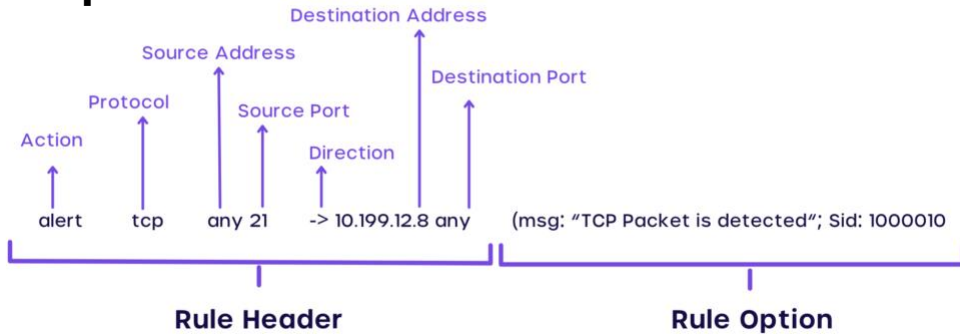 Destination Address
Source Address
Destination Port
Protocol
Source Port
Action
Direction
alert tcp any 21 -> 10.199.12.8 any (msg: “TCP Packet is detected“; Sid: 1000010
Rule Header Rule Option